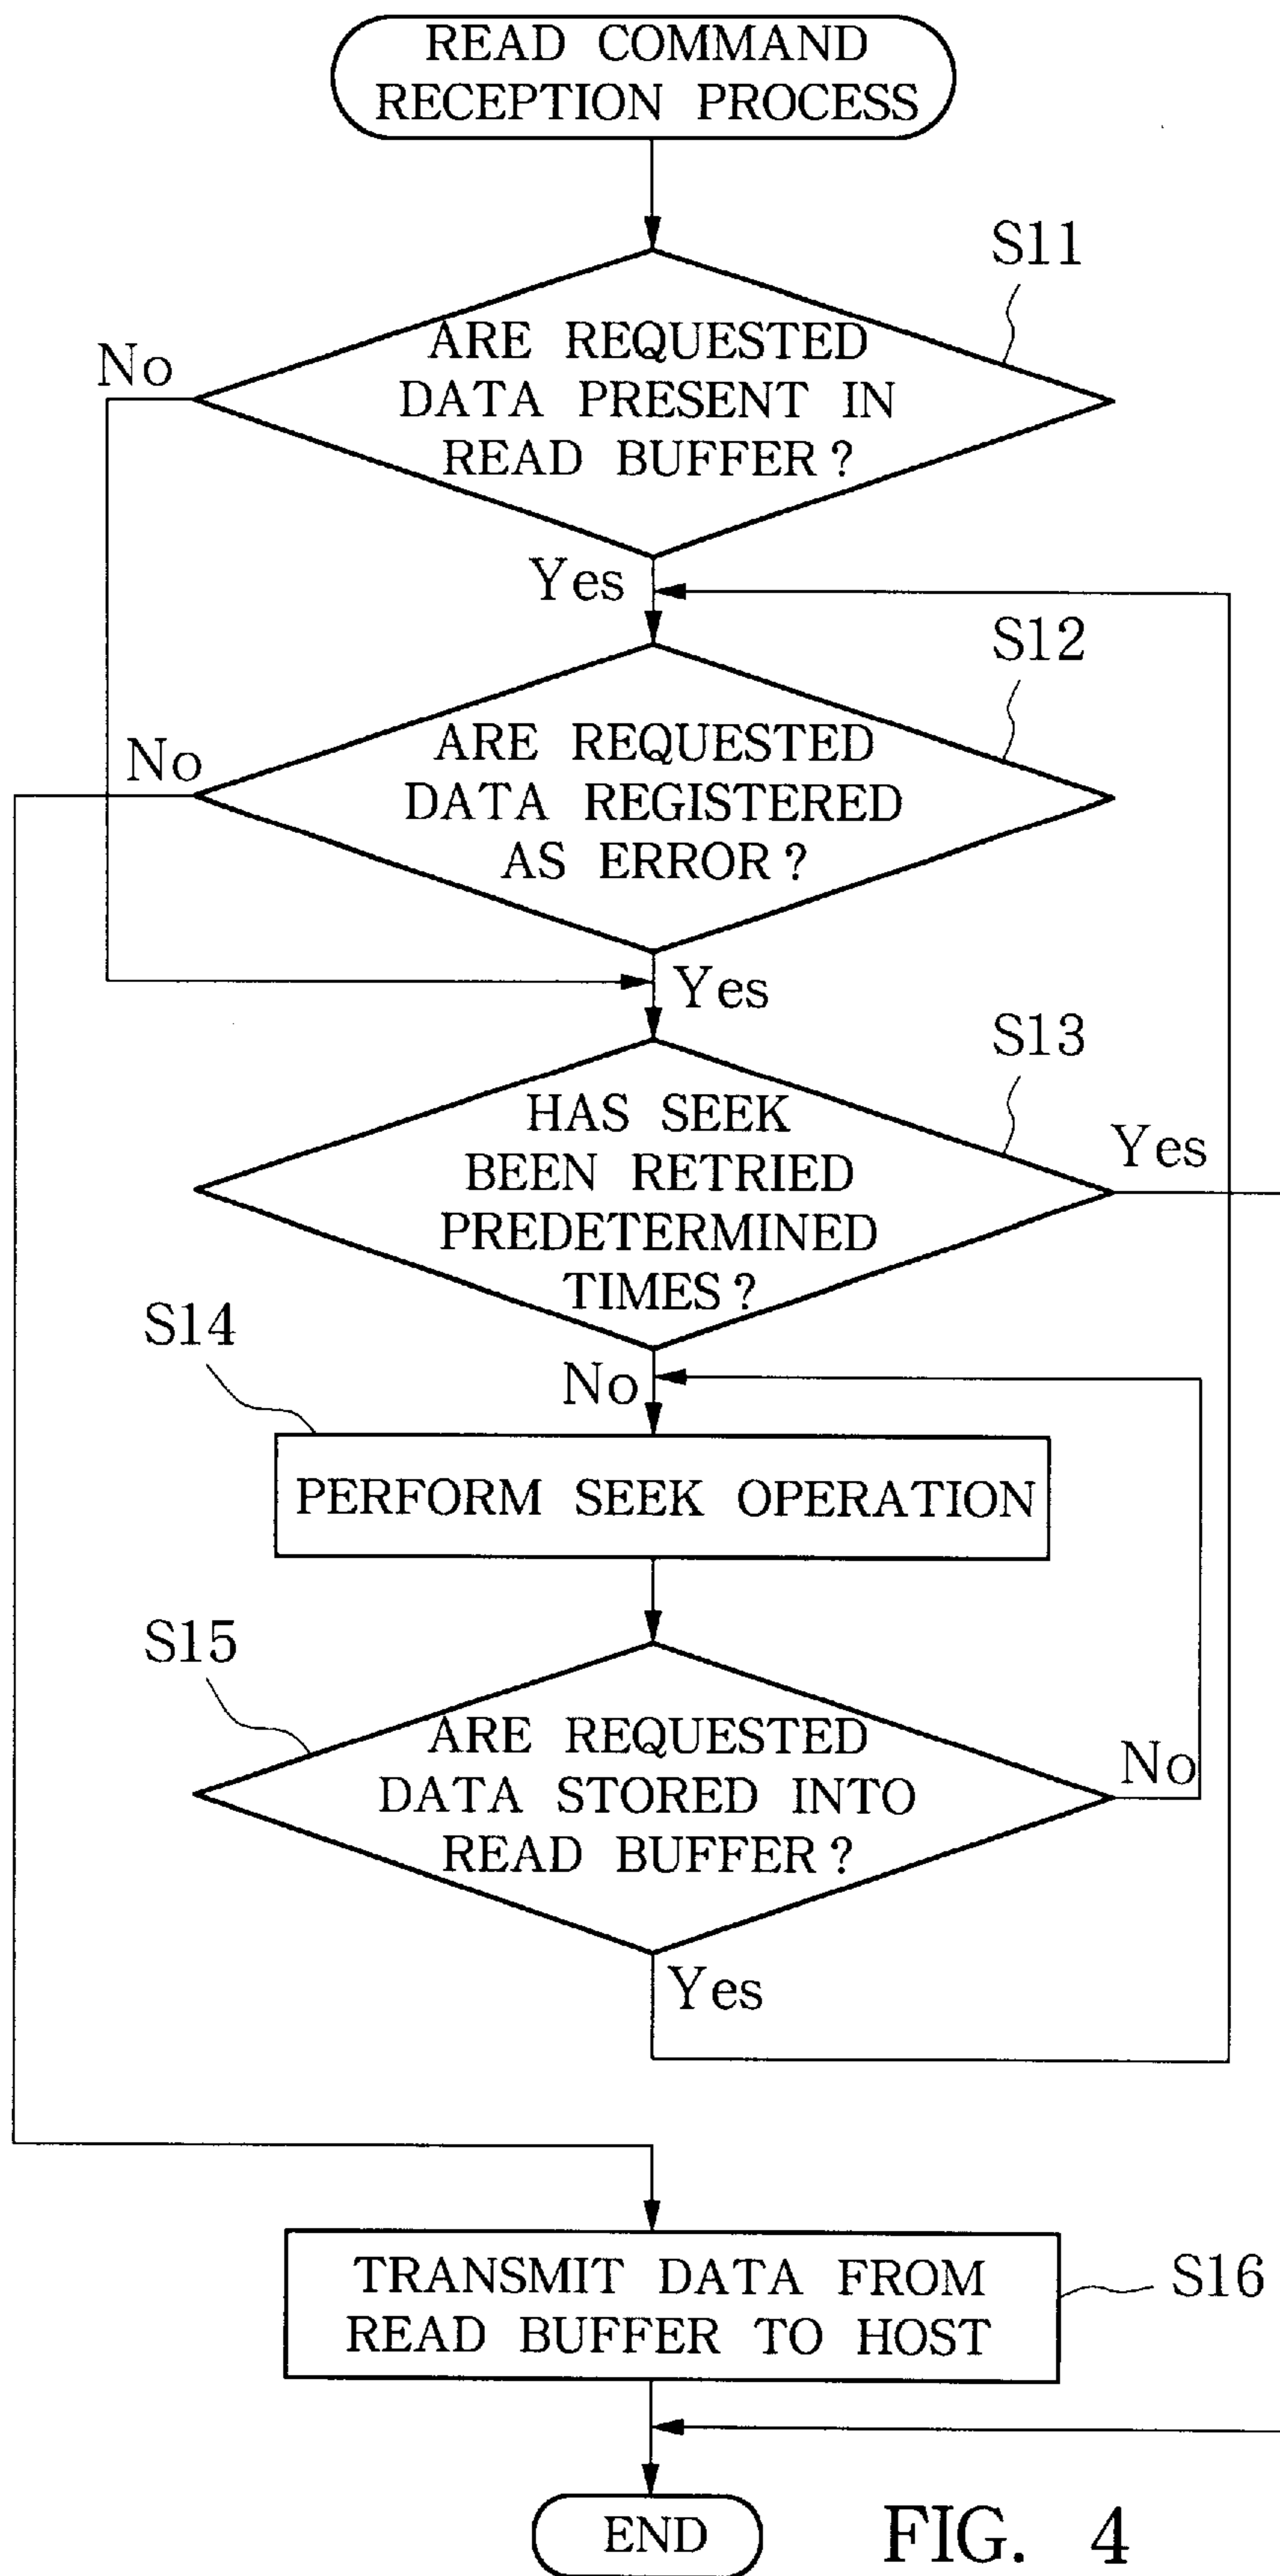 READ COMMAND
RECEPTION PROCESS
S11
No
ARE REQUESTED
DATA PRESENT IN
READ BUFFER?
Yes
S12
No
ARE REQUESTED
DATA REGISTERED
AS ERROR?
Yes
S13
HAS SEEK
BEEN RETRIED
PREDETERMINED
TIMES?
Yes
S14
No
PERFORM SEEK OPERATION
S15
ARE REQUESTED
DATA STORED INTO
READ BUFFER?
No
Yes
TRANSMIT DATA FROM
READ BUFFER TO HOST
S16
END
FIG. 4